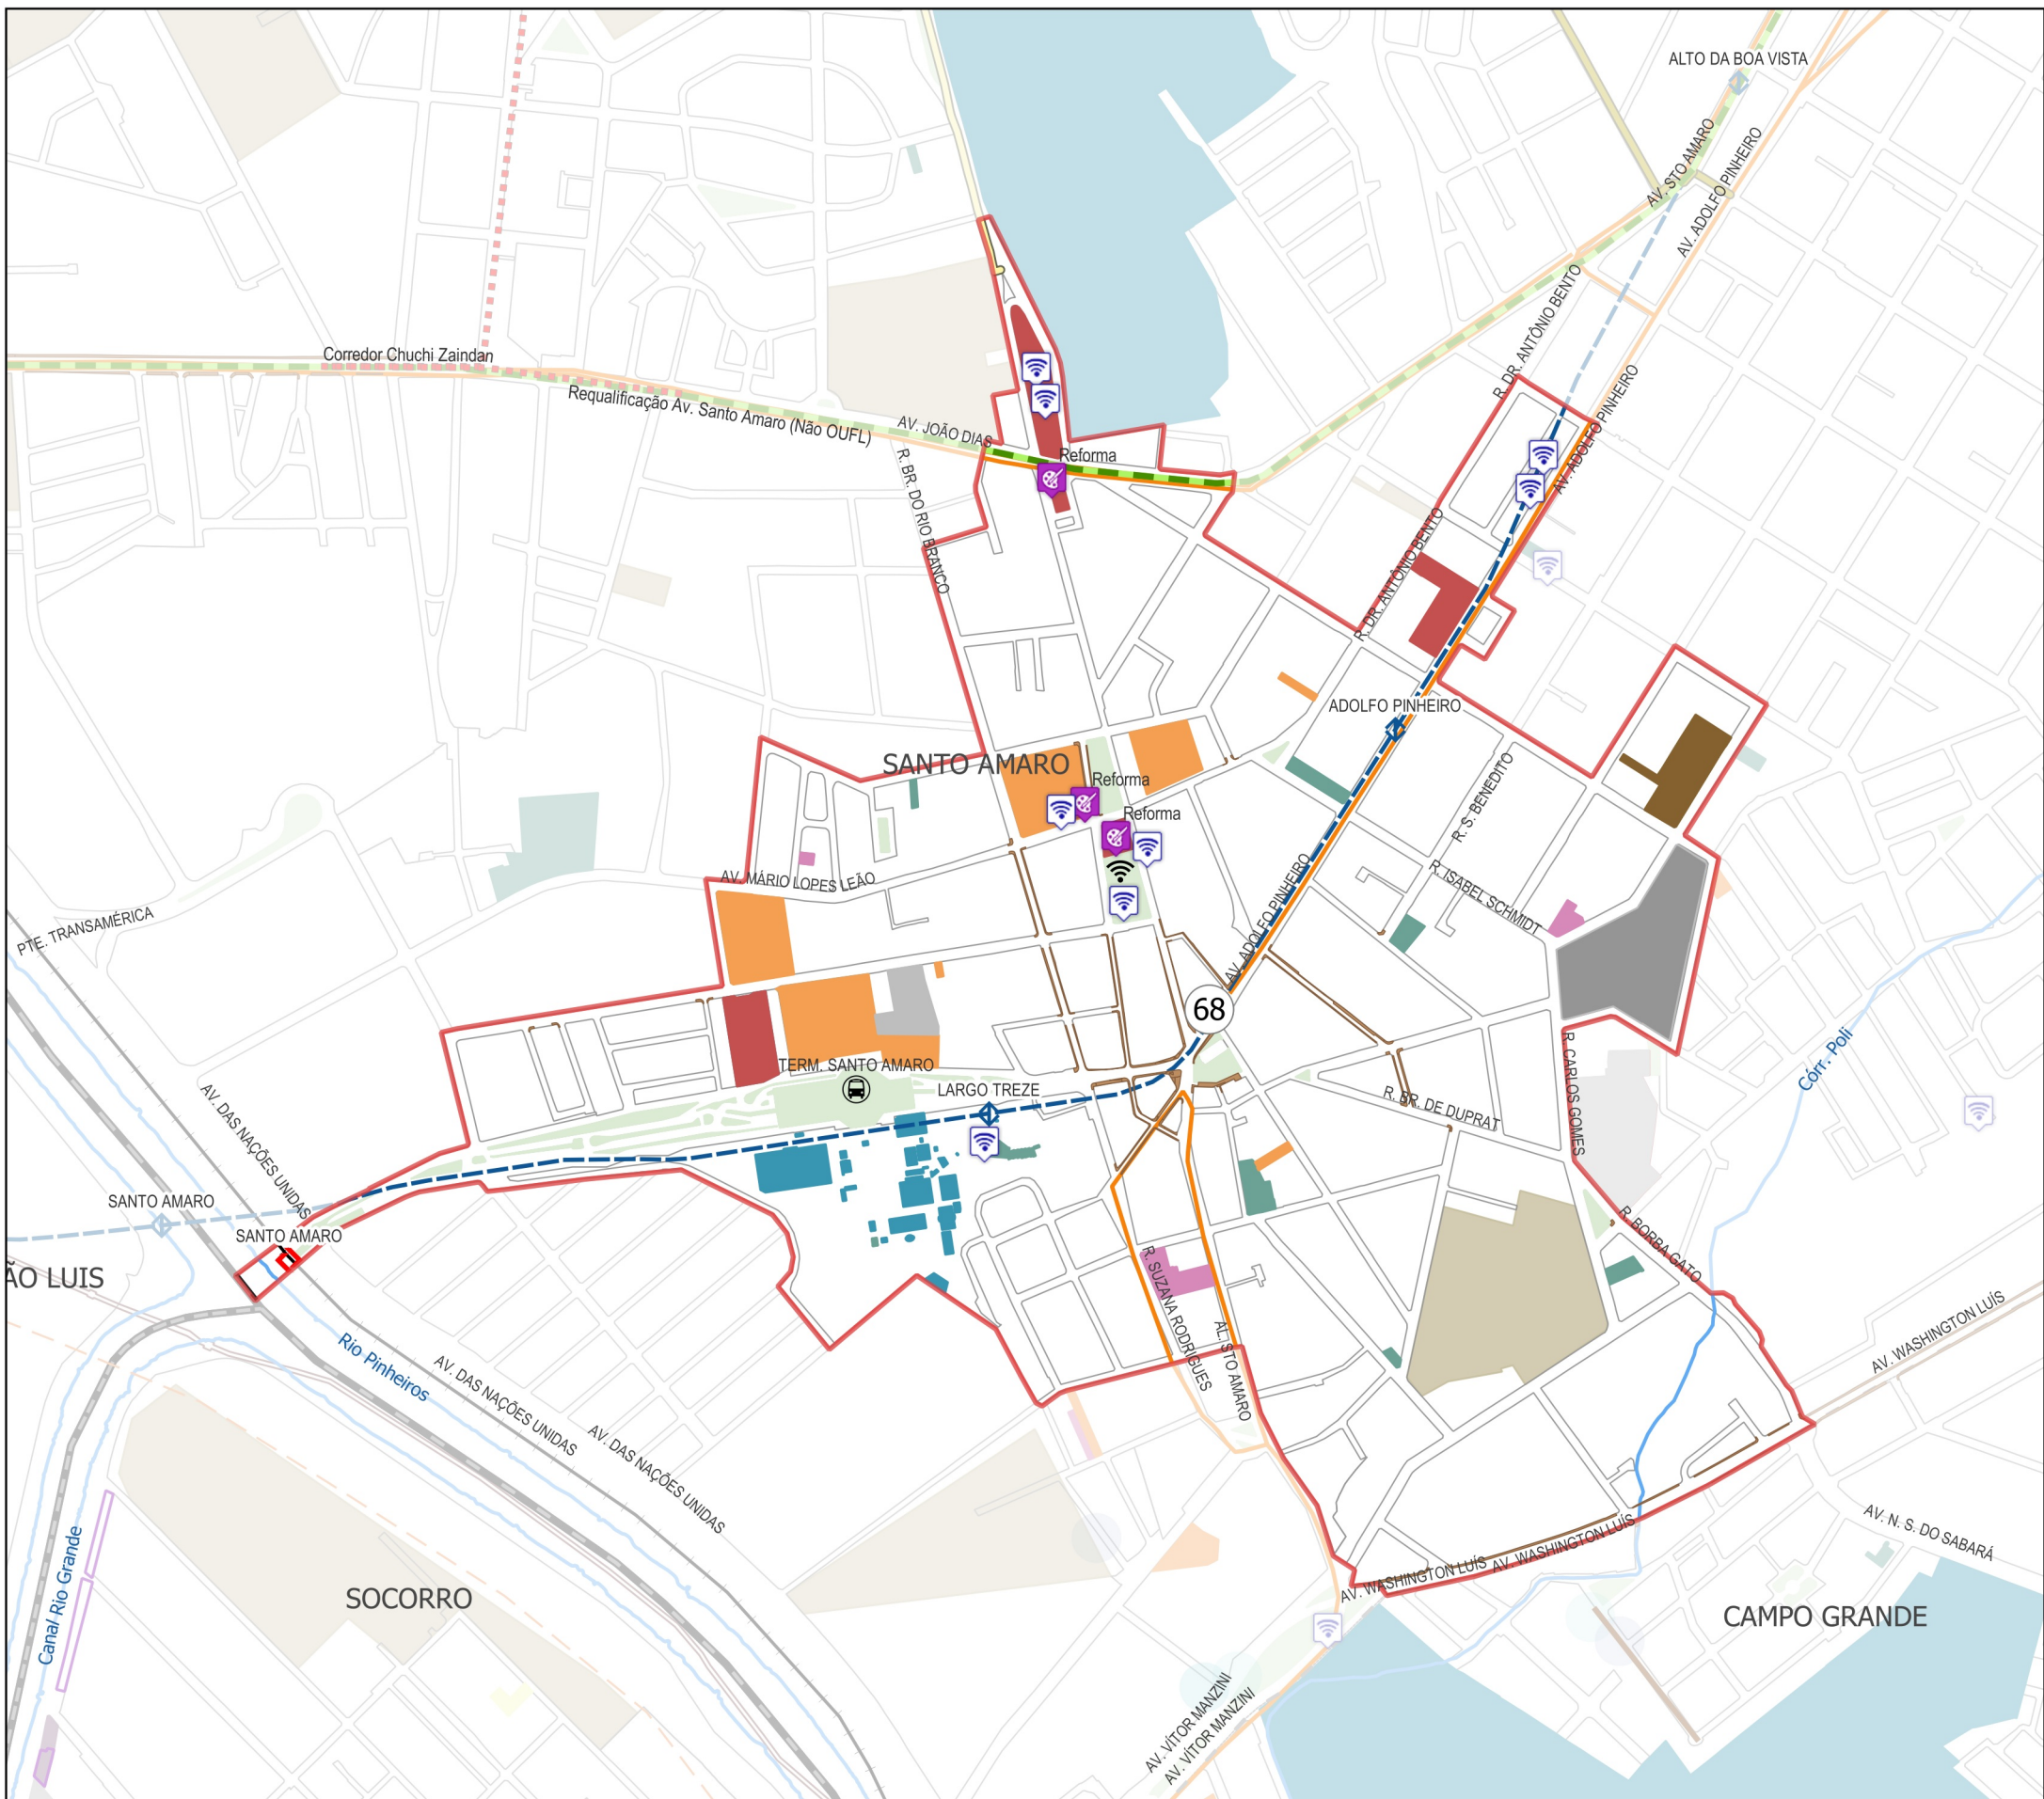 ALTO DA BOA VISTA
AV. STO AMARO
AV. ADOLFO PINHEIRO
R. DR. ANTÔNIO BENTO
Corredor Chuchi Zaindan
Requalificação Av. Santo Amaro (Não OUFL)
AV. JOÃO DIAS
Reforma
AV. ADOLFO PINHEIRO
R. BR. DO RIO BRANCO
R. DR. ANTÔNIO BENTO
ADOLFO PINHEIRO
SANTO AMARO
Reforma
Reforma
R. S. BENEDITO
AV. MÁRIO LOPES LEÃO
R. ISABEL SCHMIDT
PTE. TRANSAMÉRICA
AV. ADOLFO PINHEIRO
68
TERM. SANTO AMARO
LARGO TREZE
R. CARLOS GOMES
Córr. Poli
R. BR. DE DUPRAT
AV. DAS NAÇÕES UNIDAS
SANTO AMARO
SANTO AMARO
R. BORBA GATO
ÃO LUIS
R. SUZANA RODRIGUES
AL. STO AMARO
AV. WASHINGTON LUÍS
Rio Pinheiros
AV. DAS NAÇÕES UNIDAS
AV. DAS NAÇÕES UNIDAS
AV. N. S. DO SABARÁ
AV. WASHINGTON LUÍS
AV. WASHINGTON LUÍS
Canal Rio Grande
SOCORRO
CAMPO GRANDE
AV. VÍTOR MANZINI
AV. VÍTOR MANZINI